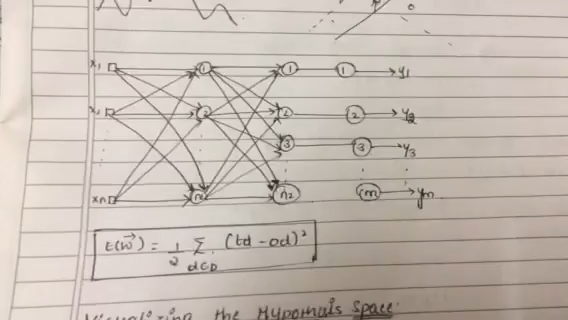 0
x1 1 1 1 y1
2 2 2 y2
3 3 y3
xn n n2 m yn
E(w⃗) = 1/2 Σ d∈D (td - od)²
Visualizing the Hypothesis space: